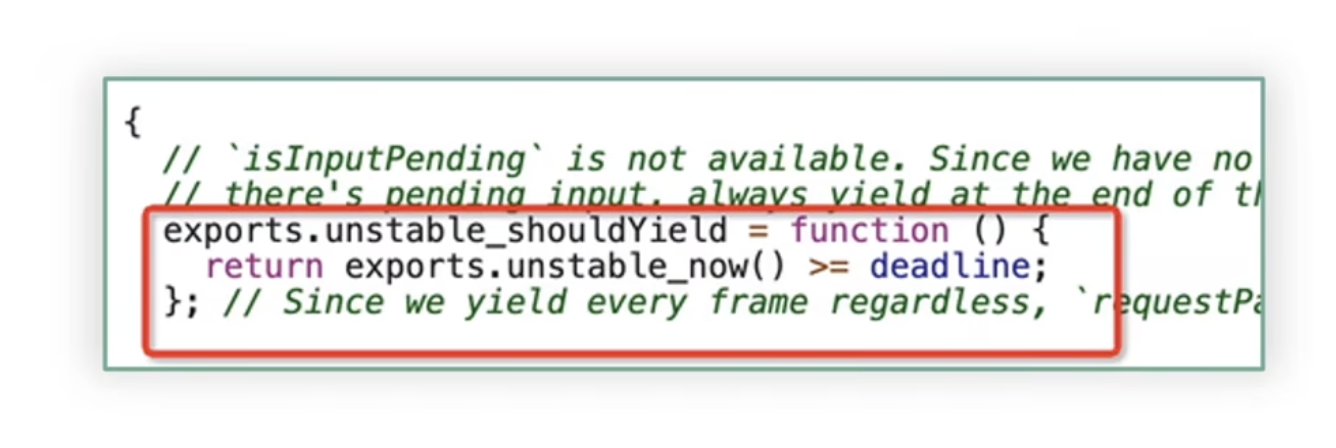 {
// `isInputPending` is not available. Since we have no
// there's pending input, always yield at the end of
exports.unstable_shouldYield = function () {
return exports.unstable_now() >= deadline;
}; // Since we yield every frame regardless, `requestPa